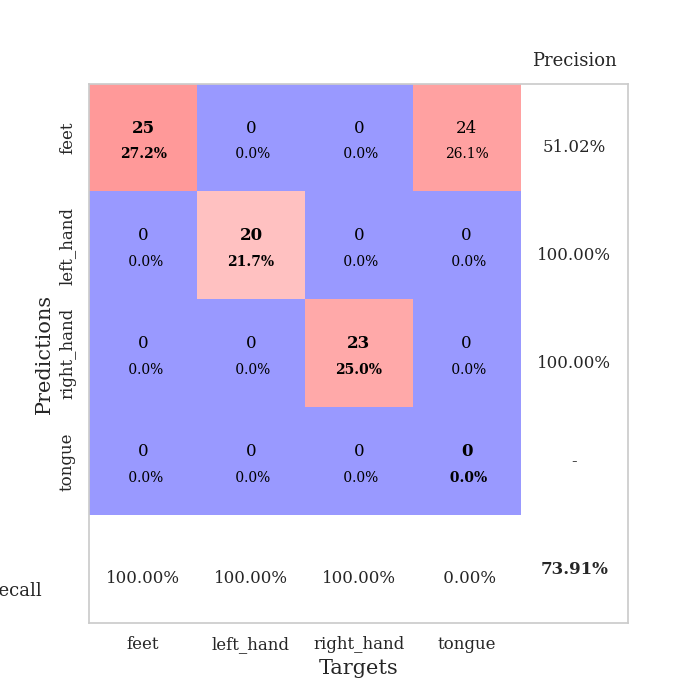 Precision
feet 25 0 0 24 51.02%
27.2% 0.0% 0.0% 26.1%
left_hand 0 20 0 0 100.00%
0.0% 21.7% 0.0% 0.0%
right_hand 0 0 23 0 100.00%
0.0% 0.0% 25.0% 0.0%
tongue 0 0 0 0 -
0.0% 0.0% 0.0% 0.0%
Predictions
ecall 100.00% 100.00% 100.00% 0.00% 73.91%
feet left_hand right_hand tongue
Targets